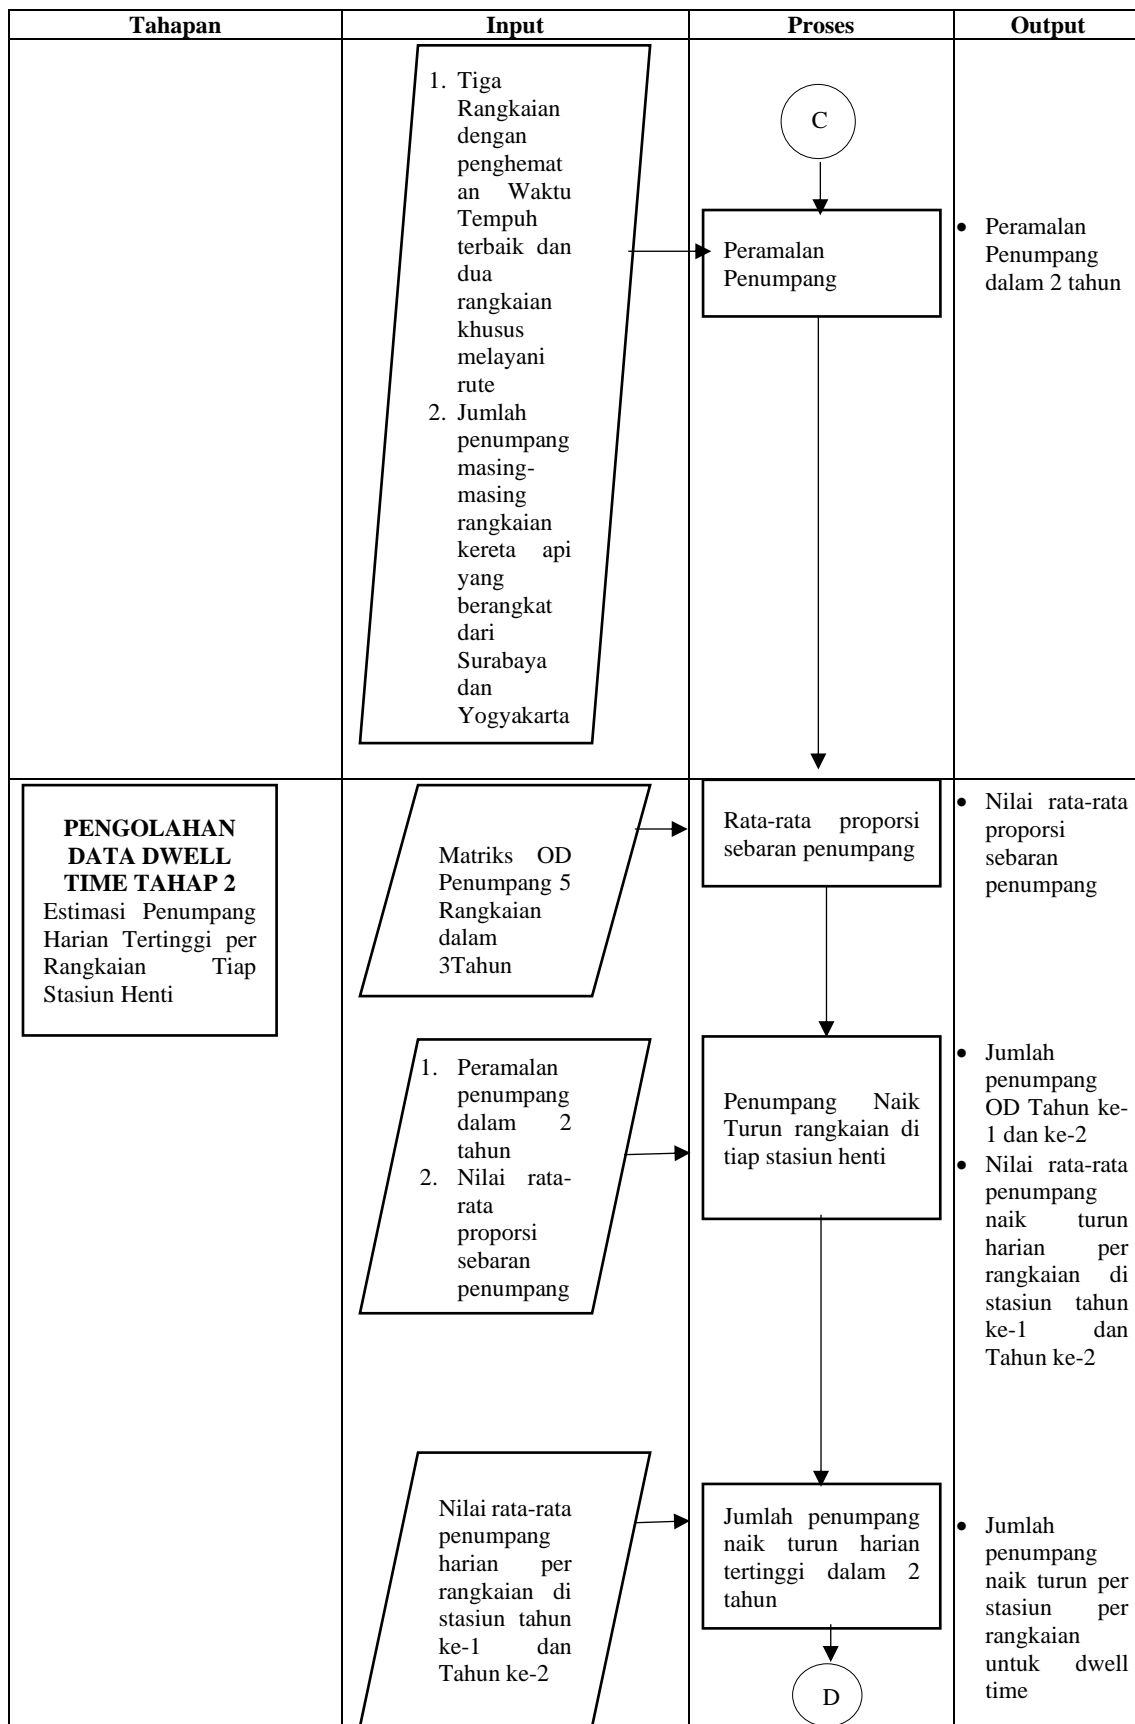 Tahapan Input Proses Output
1. Tiga
Rangkaian
dengan
penghemat
an Waktu
Tempuh
terbaik dan
dua
rangkaian
khusus
melayani
rute
2. Jumlah
penumpang
masing-
masing
rangkaian
kereta api
yang
berangkat
dari
Surabaya
dan
Yogyakarta
C
Peramalan
Penumpang
• Peramalan
Penumpang
dalam 2 tahun
PENGOLAHAN
DATA DWELL
TIME TAHAP 2
Estimasi Penumpang
Harian Tertinggi per
Rangkaian Tiap
Stasiun Henti
Matriks OD
Penumpang 5
Rangkaian
dalam
3Tahun
Rata-rata proporsi
sebaran penumpang
• Nilai rata-rata
proporsi
sebaran
penumpang
1. Peramalan
penumpang
dalam 2
tahun
2. Nilai rata-
rata
proporsi
sebaran
penumpang
Penumpang Naik
Turun rangkaian di
tiap stasiun henti
• Jumlah
penumpang
OD Tahun ke-
1 dan ke-2
• Nilai rata-rata
penumpang
naik turun
harian per
rangkaian di
stasiun tahun
ke-1 dan
Tahun ke-2
Nilai rata-rata
penumpang
harian per
rangkaian di
stasiun tahun
ke-1 dan
Tahun ke-2
Jumlah penumpang
naik turun harian
tertinggi dalam 2
tahun
D
• Jumlah
penumpang
naik turun per
stasiun per
rangkaian
untuk dwell
time